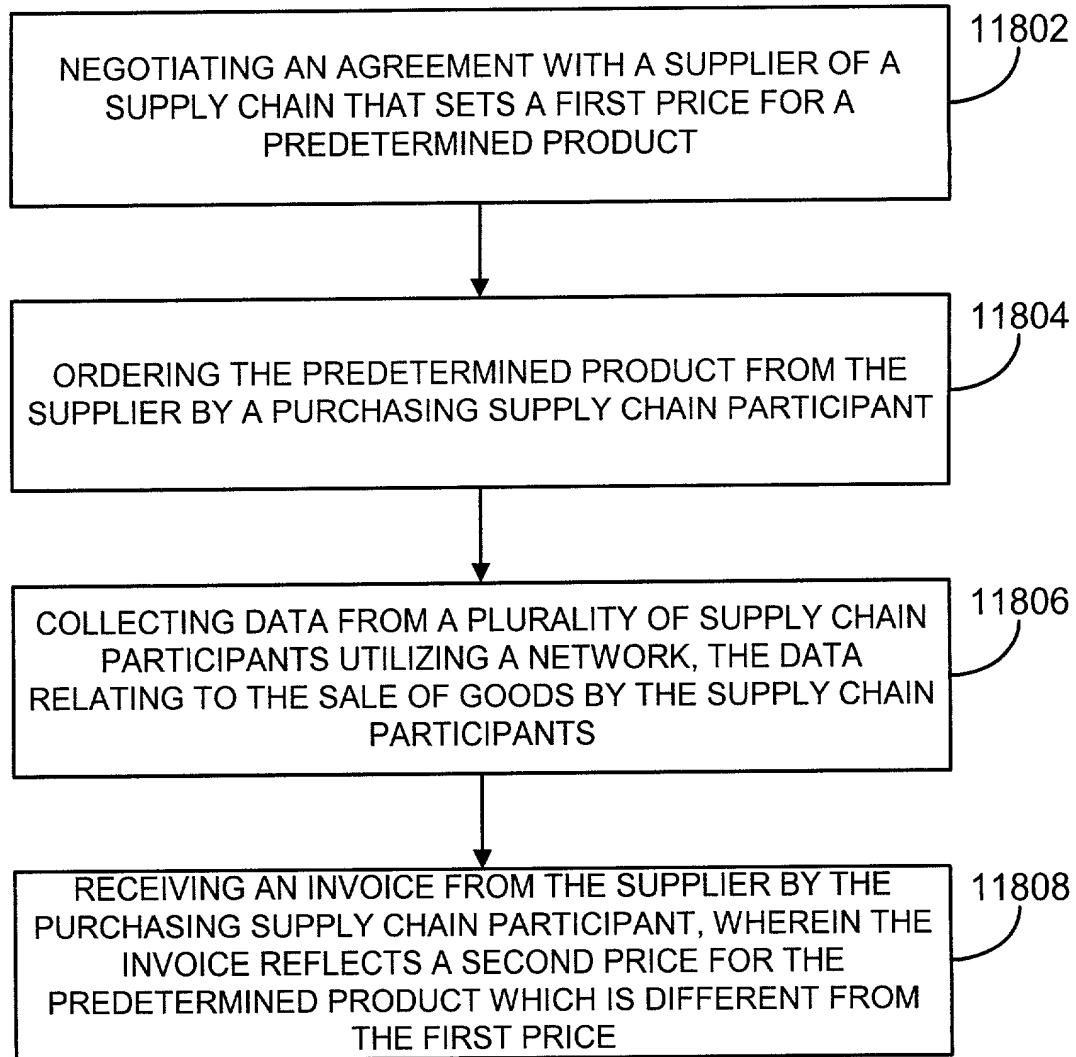 11802
NEGOTIATING AN AGREEMENT WITH A SUPPLIER OF A
SUPPLY CHAIN THAT SETS A FIRST PRICE FOR A
PREDETERMINED PRODUCT
11804
ORDERING THE PREDETERMINED PRODUCT FROM THE
SUPPLIER BY A PURCHASING SUPPLY CHAIN PARTICIPANT
11806
COLLECTING DATA FROM A PLURALITY OF SUPPLY CHAIN
PARTICIPANTS UTILIZING A NETWORK, THE DATA
RELATING TO THE SALE OF GOODS BY THE SUPPLY CHAIN
PARTICIPANTS
11808
RECEIVING AN INVOICE FROM THE SUPPLIER BY THE
PURCHASING SUPPLY CHAIN PARTICIPANT, WHEREIN THE
INVOICE REFLECTS A SECOND PRICE FOR THE
PREDETERMINED PRODUCT WHICH IS DIFFERENT FROM
THE FIRST PRICE